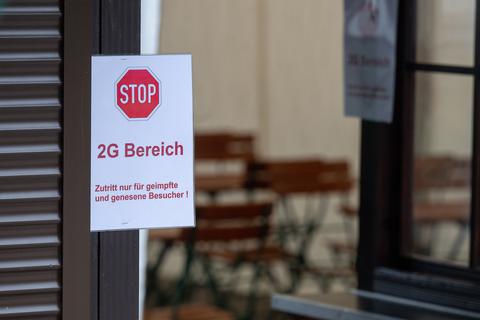 STOP
2G Bereich
Zutritt nur für geimpfte
und genesene Besucher !
2G Bereich